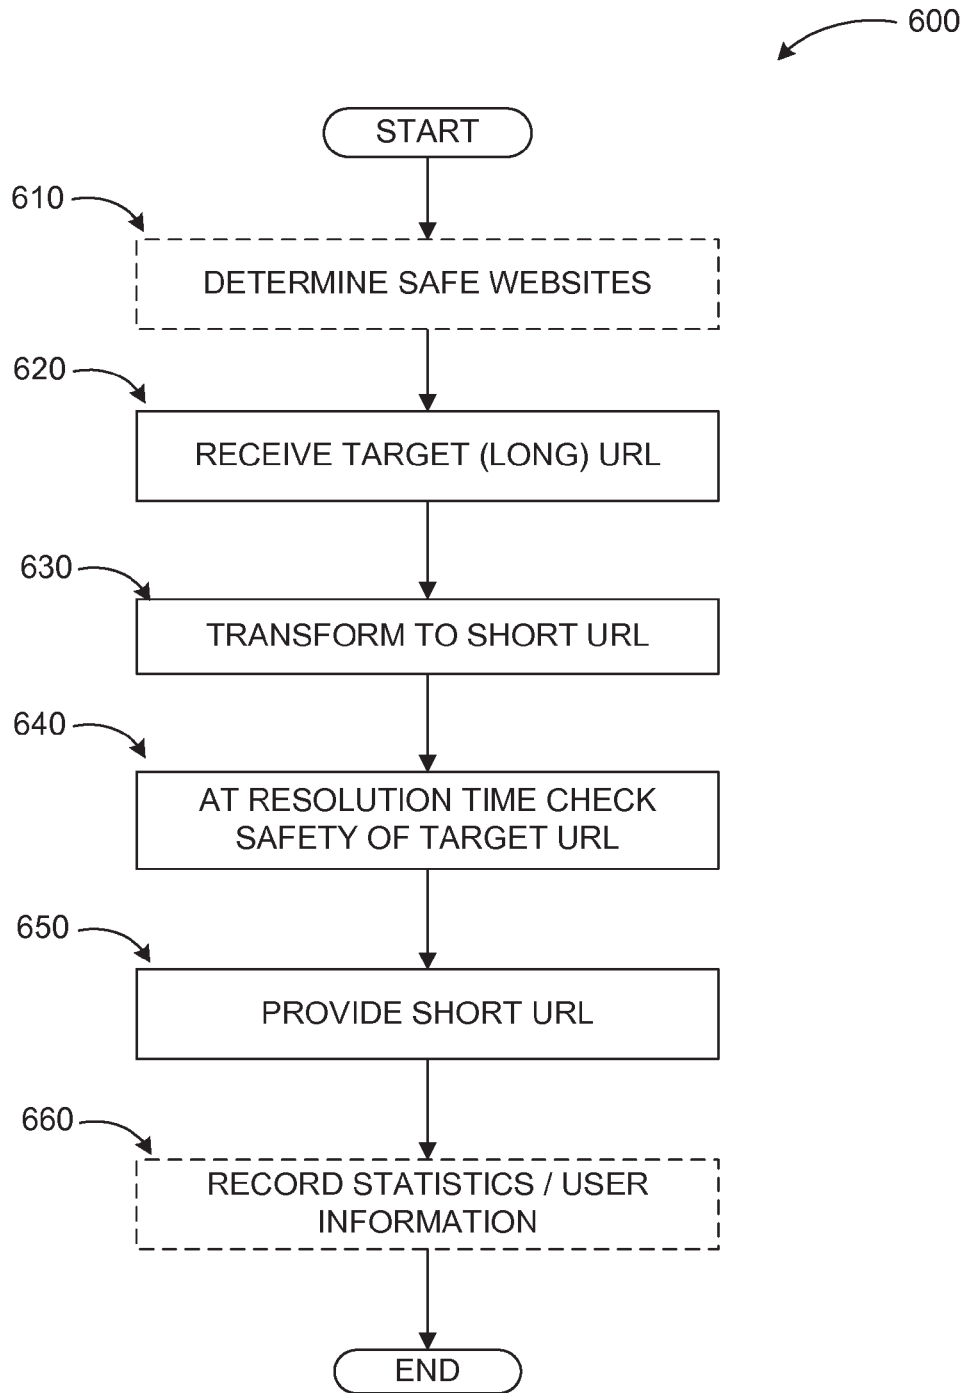 600
START
610
DETERMINE SAFE WEBSITES
620
RECEIVE TARGET (LONG) URL
630
TRANSFORM TO SHORT URL
640
AT RESOLUTION TIME CHECK
SAFETY OF TARGET URL
650
PROVIDE SHORT URL
660
RECORD STATISTICS / USER
INFORMATION
END